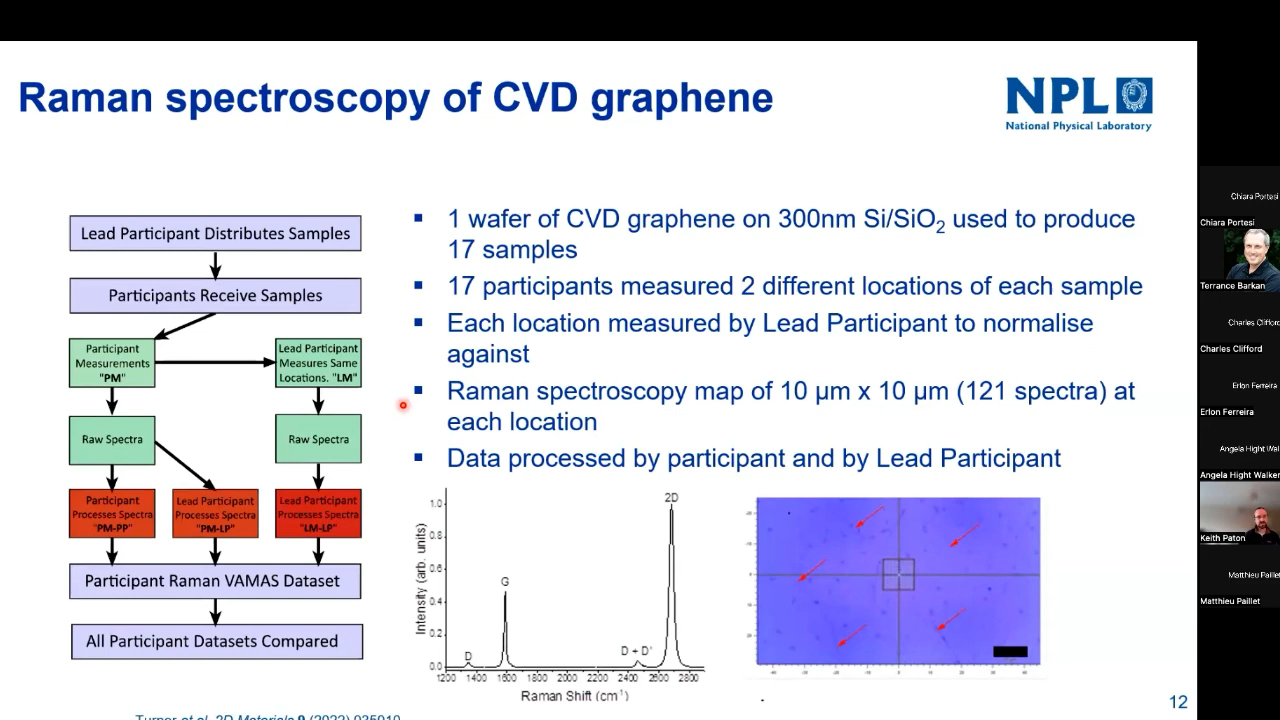 Raman spectroscopy of CVD graphene
NPL
National Physical Laboratory
Lead Participant Distributes Samples
Participants Receive Samples
Participant
Measurements
"PM"
Lead Participant
Measures Same
Locations. "LM"
Raw Spectra
Raw Spectra
Participant
Processes Spectra
"PM-PP"
Lead Participant
Processes Spectra
"PM-LP"
Lead Participant
Processes Spectra
"LM-LP"
Participant Raman VAMAS Dataset
All Participant Datasets Compared
▪ 1 wafer of CVD graphene on 300nm Si/SiO₂ used to produce
17 samples
▪ 17 participants measured 2 different locations of each sample
▪ Each location measured by Lead Participant to normalise
against
▪ Raman spectroscopy map of 10 µm x 10 µm (121 spectra) at
each location
▪ Data processed by participant and by Lead Participant
Intensity (arb. units)
1.0
0.8
0.6
0.4
0.2
0.0
D
G
D + D'
2D
1200 1400 1600 1800 2000 2200 2400 2600 2800
Raman Shift (cm⁻¹)
Turner et al. 2D Materials 9 (2022) 035010
12
Chiara Portesi
Chiara Portesi
Terrance Barkan
Charles Clifford
Charles Clifford
Erlon Ferreira
Erlon Ferreira
Angela Hight Wal
Angela Hight Walker
Keith Paton
Matthieu Paillet
Matthieu Paillet